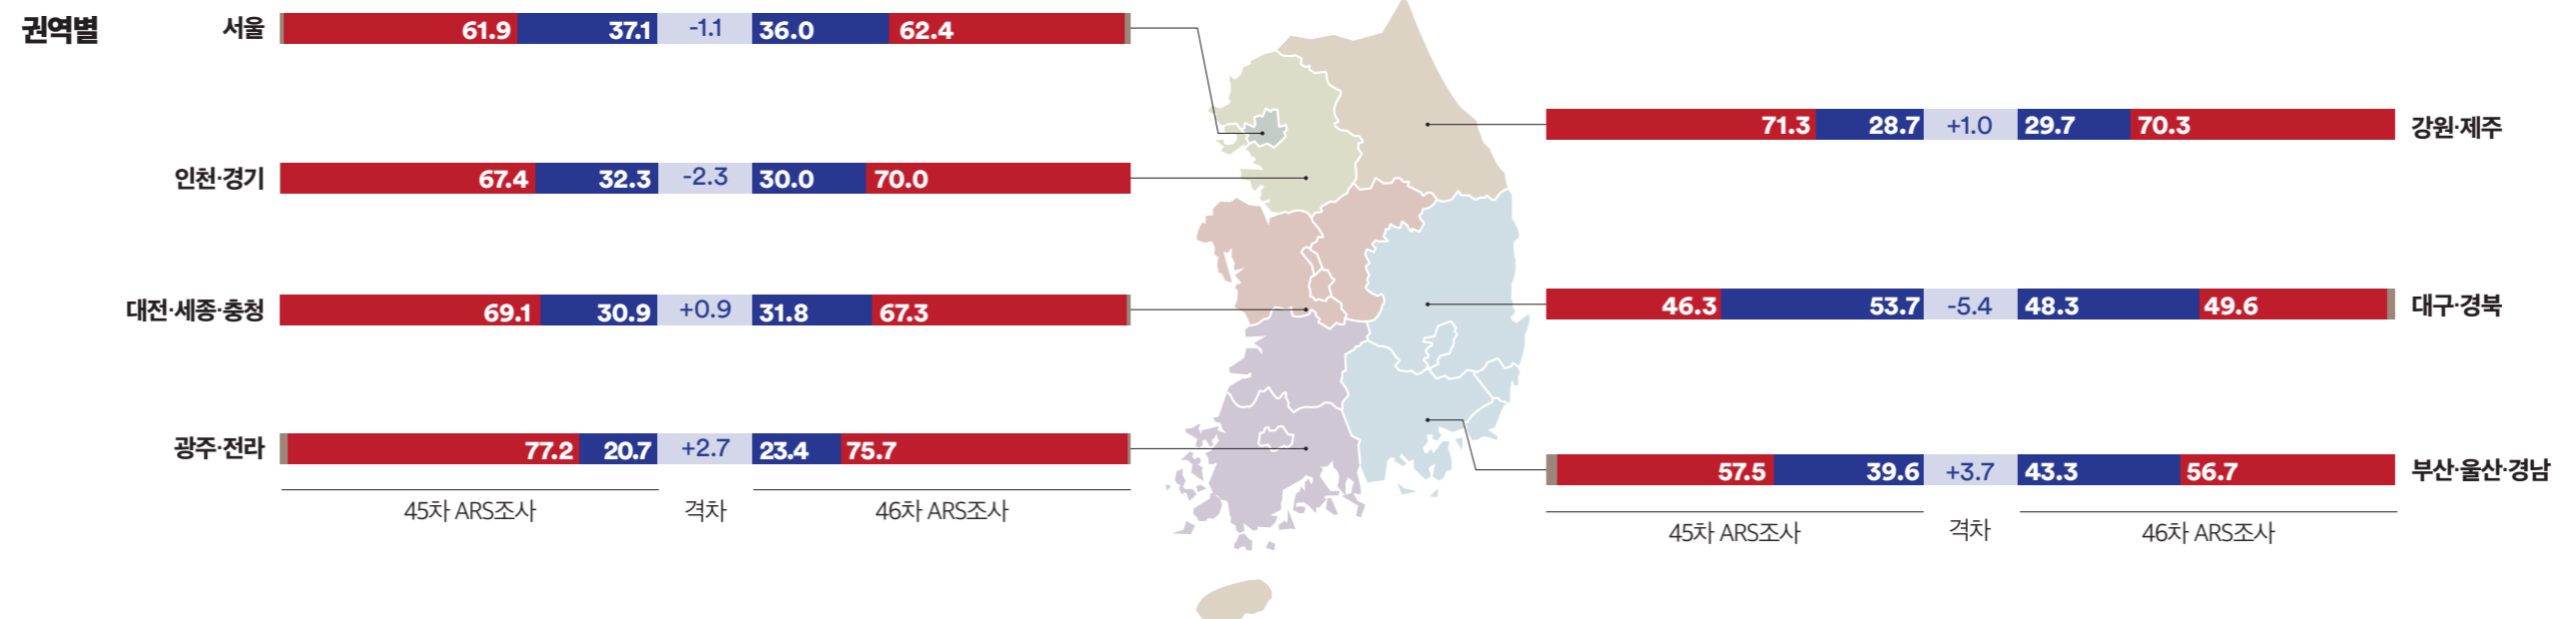 권역별
서울 61.9 37.1 -1.1 36.0 62.4
인천·경기 67.4 32.3 -2.3 30.0 70.0
대전·세종·충청 69.1 30.9 +0.9 31.8 67.3
광주·전라 77.2 20.7 +2.7 23.4 75.7
45차 ARS조사 격차 46차 ARS조사
71.3 28.7 +1.0 29.7 70.3 강원·제주
46.3 53.7 -5.4 48.3 49.6 대구·경북
57.5 39.6 +3.7 43.3 56.7 부산·울산·경남
45차 ARS조사 격차 46차 ARS조사